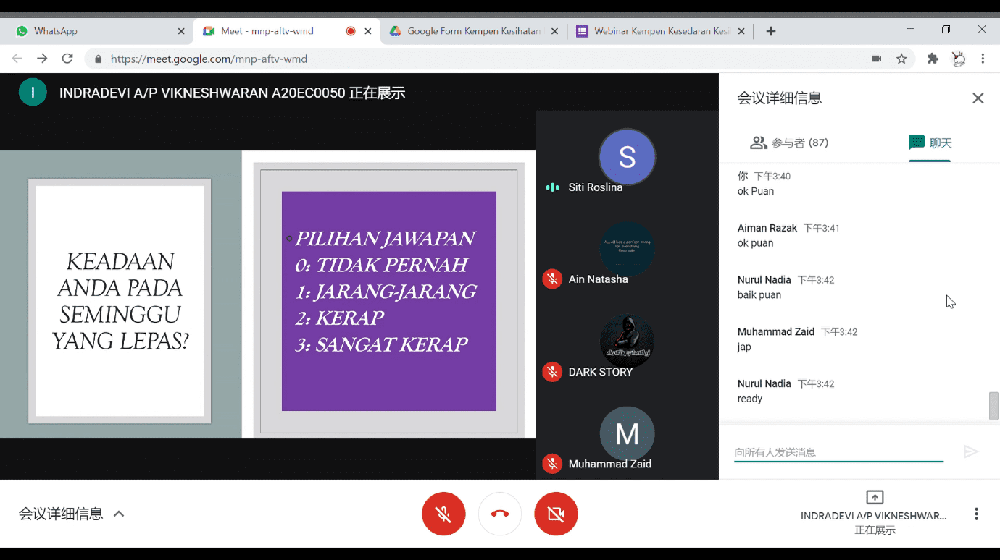 WhatsApp
Meet - mnp-aftv-wmd
Google Form Kempen Kesihatan
Webinar Kempen Kesedaran Kesi
https://meet.google.com/mnp-aftv-wmd
I
INDRADEVI A/P VIKNESHWARAN A20EC0050 正在展示
KEADAAN
ANDA PADA
SEMINGGU
YANG LEPAS?
PILIHAN JAWAPAN
0: TIDAK PERNAH
1: JARANG-JARANG
2: KERAP
3: SANGAT KERAP
S
Siti Roslina
Ain Natasha
DARK STORY
M
Muhammad Zaid
会议详细信息
参与者 (87)
聊天
你 下午3:40
ok Puan
Aiman Razak 下午3:41
ok puan
Nurul Nadia 下午3:42
baik puan
Muhammad Zaid 下午3:42
jap
Nurul Nadia 下午3:42
ready
向所有人发送消息
会议详细信息
INDRADEVI A/P VIKNESHWAR...
正在展示